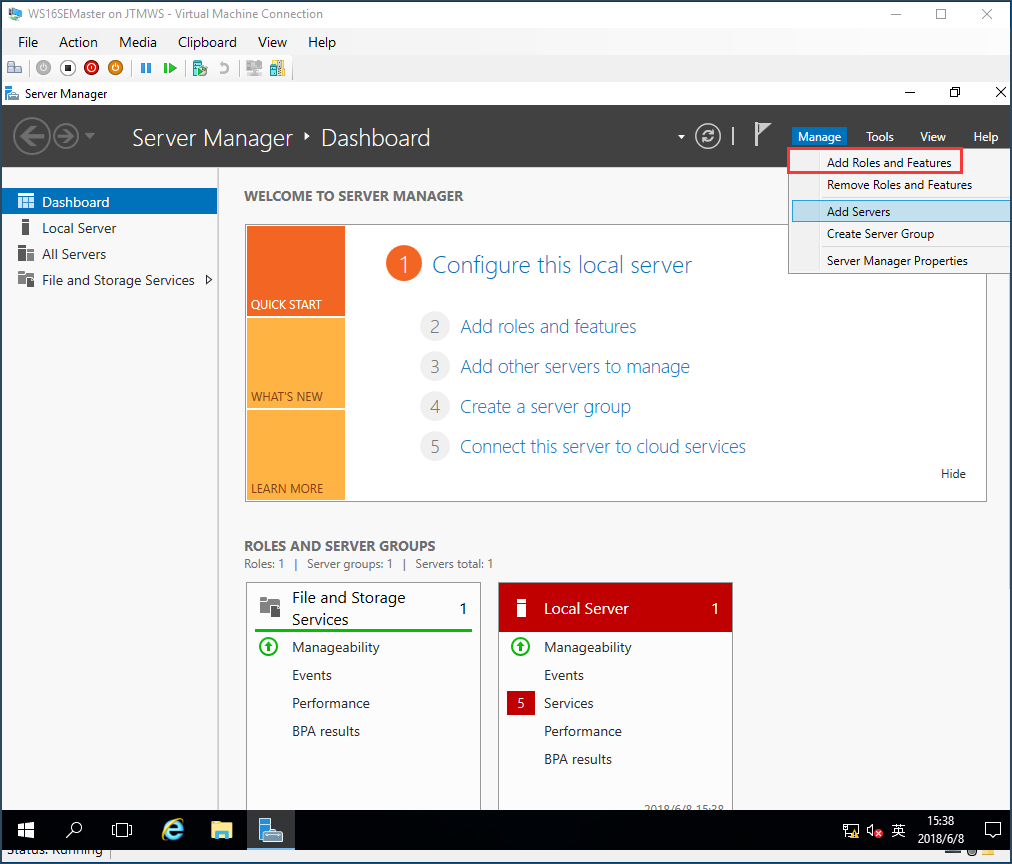 WS16SEMaster on JTMWS - Virtual Machine Connection
File Action Media Clipboard View Help
Server Manager
Server Manager ‣ Dashboard
Manage Tools View Help
Add Roles and Features
Remove Roles and Features
Add Servers
Create Server Group
Server Manager Properties
Dashboard
Local Server
All Servers
File and Storage Services
WELCOME TO SERVER MANAGER
QUICK START
WHAT'S NEW
LEARN MORE
1 Configure this local server
2 Add roles and features
3 Add other servers to manage
4 Create a server group
5 Connect this server to cloud services
Hide
ROLES AND SERVER GROUPS
Roles: 1 | Server groups: 1 | Servers total: 1
File and Storage
Services
1
Manageability
Events
Performance
BPA results
Local Server 1
Manageability
Events
5 Services
Performance
BPA results
2018/6/8 15:38
英
15:38
2018/6/8
Status: Running